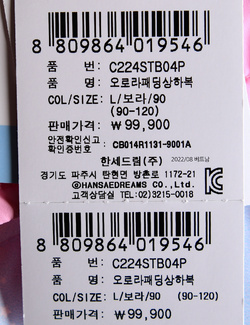 8 809864 019546
품 번: C224STB04P
품 명: 오로라패딩상하복
COL/SIZE: L/보라/90
(90-120)
판매가격: ₩ 99,900
안전확인신고
확인증번호 CB014R1131-9001A
한세드림(주) 2022/08 베트남
경기도 파주시 탄현면 방촌로 1172-21
ⓒHANSAEDREAMS CO., Ltd.
고객상담실 TEL:02)3215-0018
8 809864 019546
품 번: C224STB04P
품 명: 오로라패딩상하복
COL/SIZE: L/보라/90 (90-120)
판매가격: ₩ 99,900